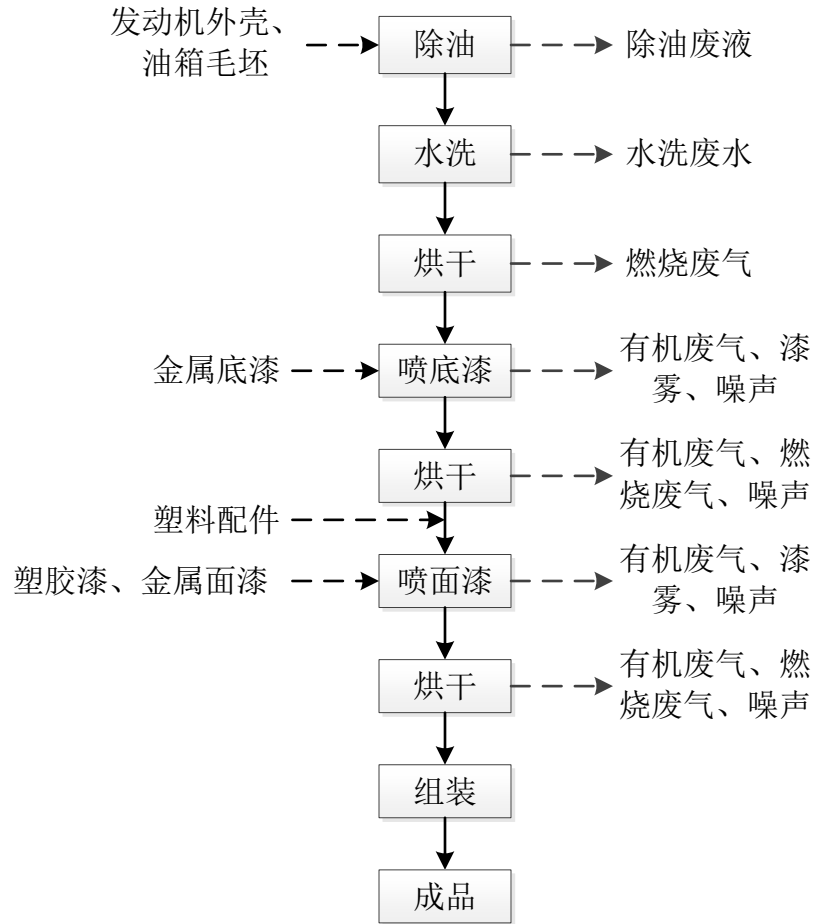 发动机外壳、
油箱毛坯
除油
除油废液
水洗
水洗废水
烘干
燃烧废气
金属底漆
喷底漆
有机废气、漆
雾、噪声
烘干
有机废气、燃
烧废气、噪声
塑料配件
塑胶漆、金属面漆
喷面漆
有机废气、漆
雾、噪声
烘干
有机废气、燃
烧废气、噪声
组装
成品